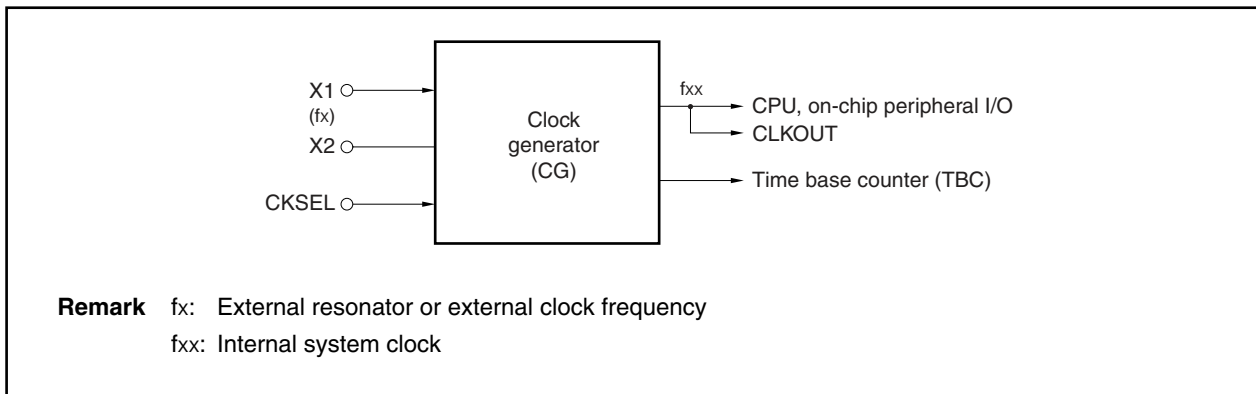 X1
(fx)
X2
CKSEL
Clock
generator
(CG)
fxx
CPU, on-chip peripheral I/O
CLKOUT
Time base counter (TBC)
Remark fx: External resonator or external clock frequency
fxx: Internal system clock